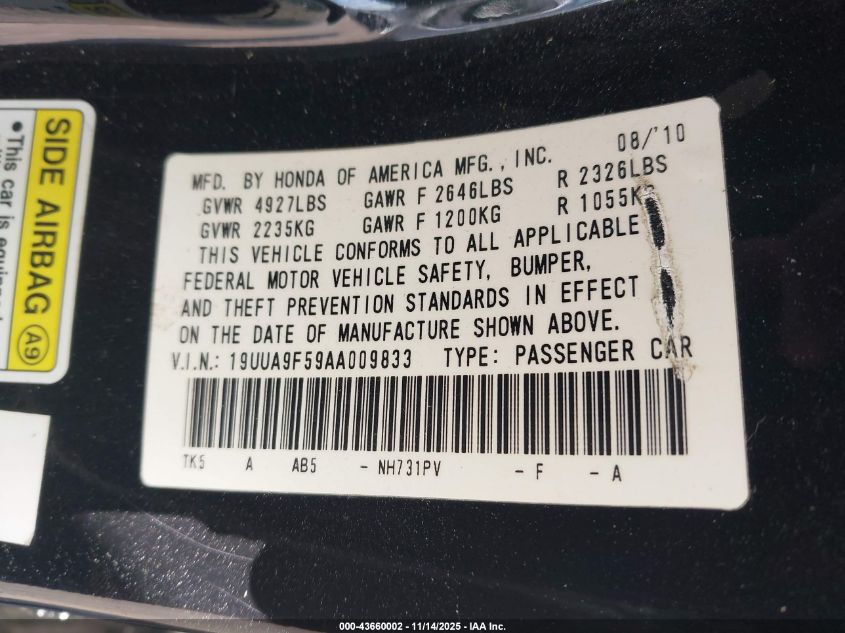 SIDE AIRBAG A9
•This car is equipped
MFD. BY HONDA OF AMERICA MFG., INC. 08/'10
GVWR 4927LBS GAWR F 2646LBS R 2326LBS
GVWR 2235KG GAWR F 1200KG R 1055K
THIS VEHICLE CONFORMS TO ALL APPLICABLE
FEDERAL MOTOR VEHICLE SAFETY, BUMPER,
AND THEFT PREVENTION STANDARDS IN EFFECT
ON THE DATE OF MANUFACTURE SHOWN ABOVE.
V.I.N.: 19UUA9F59AA009833 TYPE: PASSENGER CAR
TK5 A AB5 - NH731PV - F - A
000-43660002 - 11/14/2025 - IAA Inc.